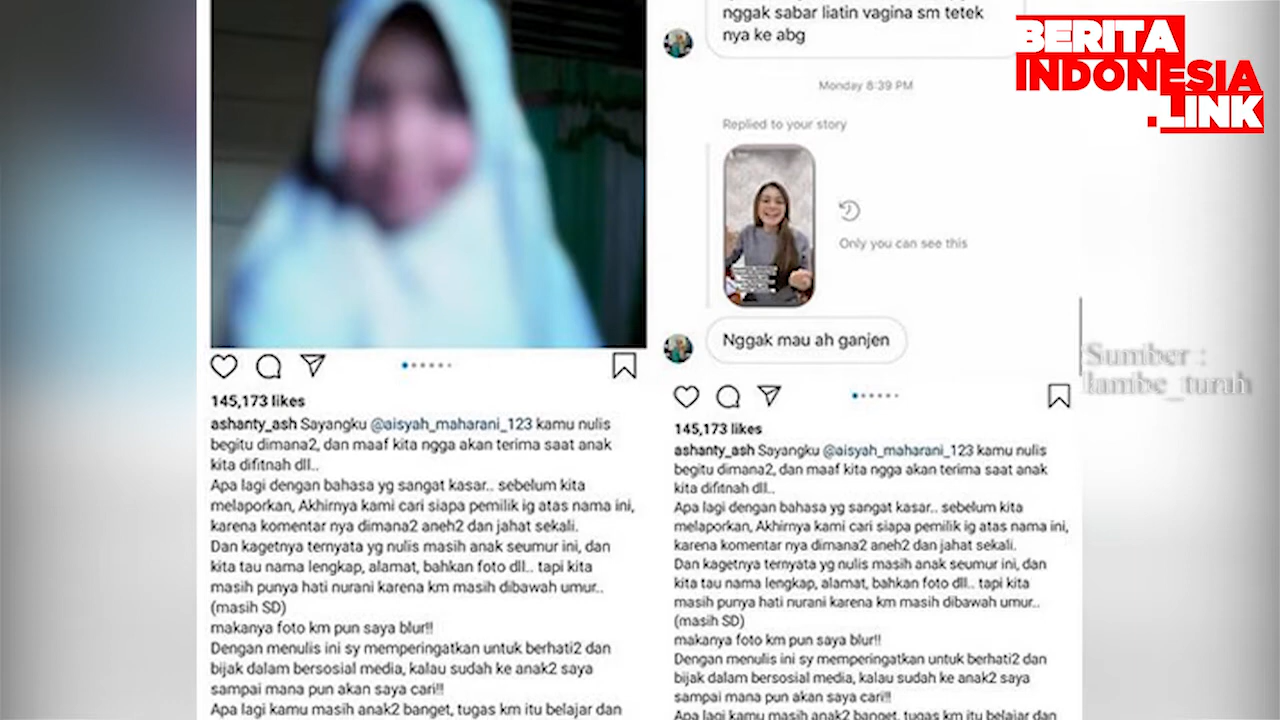 nggak sabar liatin vagina sm tetek
nya ke abg
Monday 8:39 PM
Replied to your story
Only you can see this
Nggak mau ah ganjen
BERITA
INDONESIA
.LINK
Sumber :
lambe_turah
145,173 likes
ashanty_ash Sayangku @aisyah_maharani_123 kamu nulis
begitu dimana2, dan maaf kita ngga akan terima saat anak
kita difitnah dll..
Apa lagi dengan bahasa yg sangat kasar.. sebelum kita
melaporkan, Akhirnya kami cari siapa pemilik ig atas nama ini,
karena komentar nya dimana2 aneh2 dan jahat sekali.
Dan kagetnya ternyata yg nulis masih anak seumur ini, dan
kita tau nama lengkap, alamat, bahkan foto dll.. tapi kita
masih punya hati nurani karena km masih dibawah umur..
(masih SD)
makanya foto km pun saya blur!!
Dengan menulis ini sy memperingatkan untuk berhati2 dan
bijak dalam bersosial media, kalau sudah ke anak2 saya
sampai mana pun akan saya cari!!
Apa lagi kamu masih anak2 banget, tugas km itu belajar dan
145,173 likes
ashanty_ash Sayangku @aisyah_maharani_123 kamu nulis
begitu dimana2, dan maaf kita ngga akan terima saat anak
kita difitnah dll..
Apa lagi dengan bahasa yg sangat kasar.. sebelum kita
melaporkan, Akhirnya kami cari siapa pemilik ig atas nama ini,
karena komentar nya dimana2 aneh2 dan jahat sekali.
Dan kagetnya ternyata yg nulis masih anak seumur ini, dan
kita tau nama lengkap, alamat, bahkan foto dll.. tapi kita
masih punya hati nurani karena km masih dibawah umur..
(masih SD)
makanya foto km pun saya blur!!
Dengan menulis ini sy memperingatkan untuk berhati2 dan
bijak dalam bersosial media, kalau sudah ke anak2 saya
sampai mana pun akan saya cari!!
Apa lagi kamu masih anak2 banget, tugas km itu belajar dan